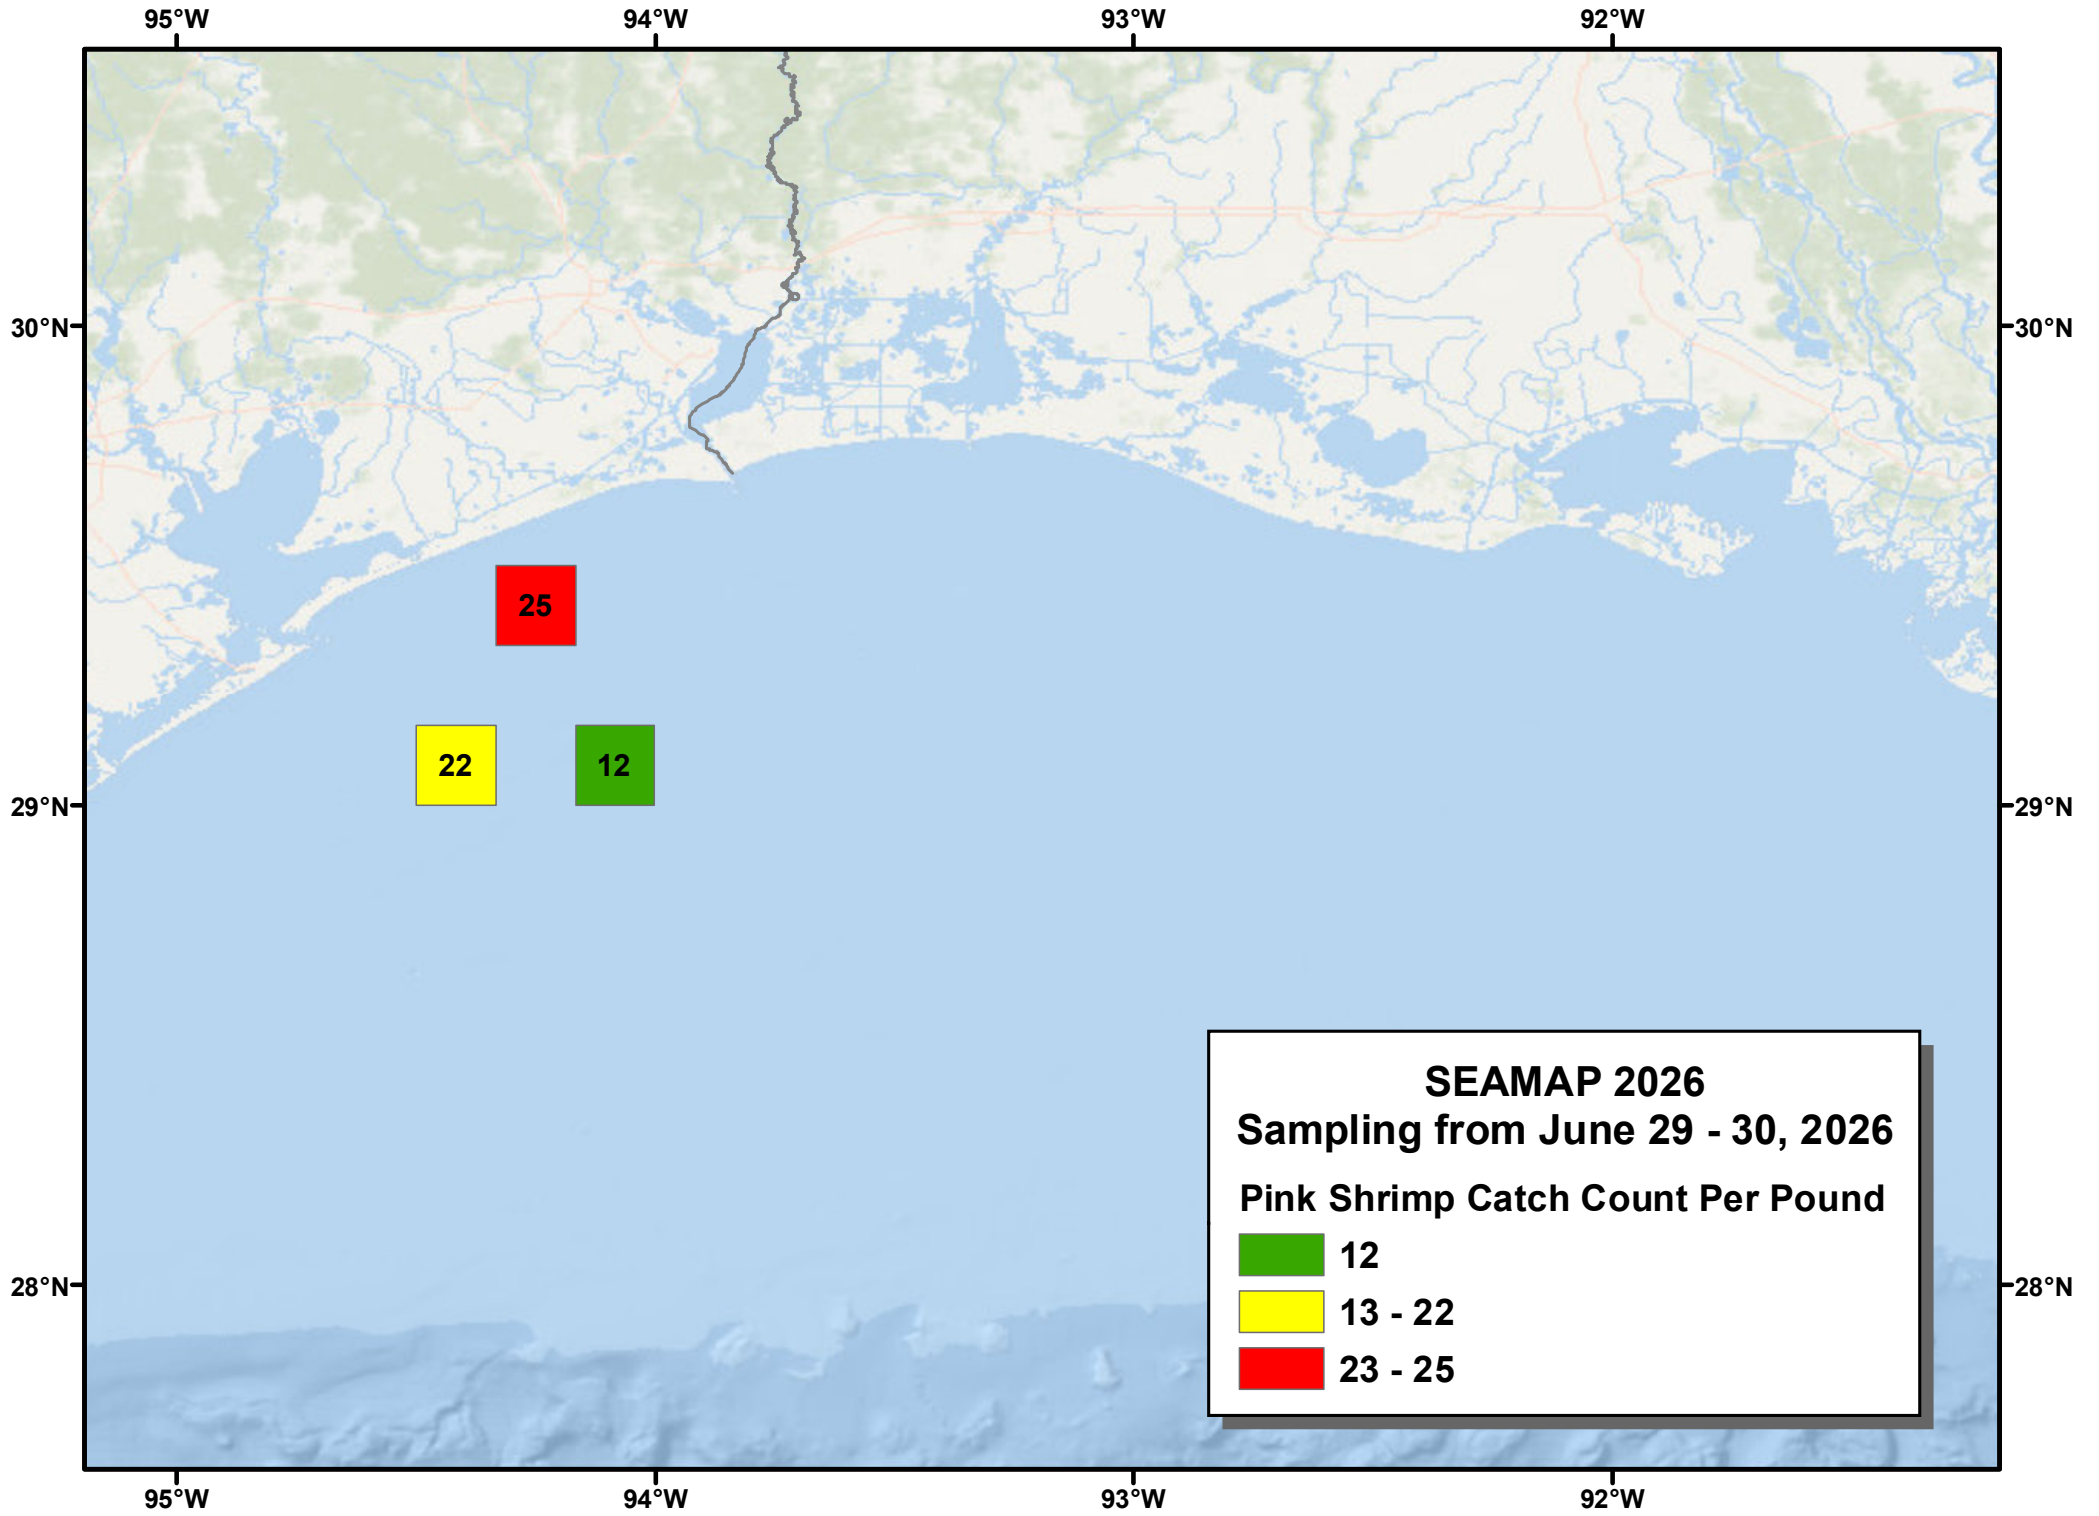 95°W 94°W 93°W 92°W
30°N 30°N
25
22 12
29°N 29°N
SEAMAP 2026
Sampling from June 29 - 30, 2026
Pink Shrimp Catch Count Per Pound
12
28°N 28°N
13 - 22
23 - 25
95°W 94°W 93°W 92°W